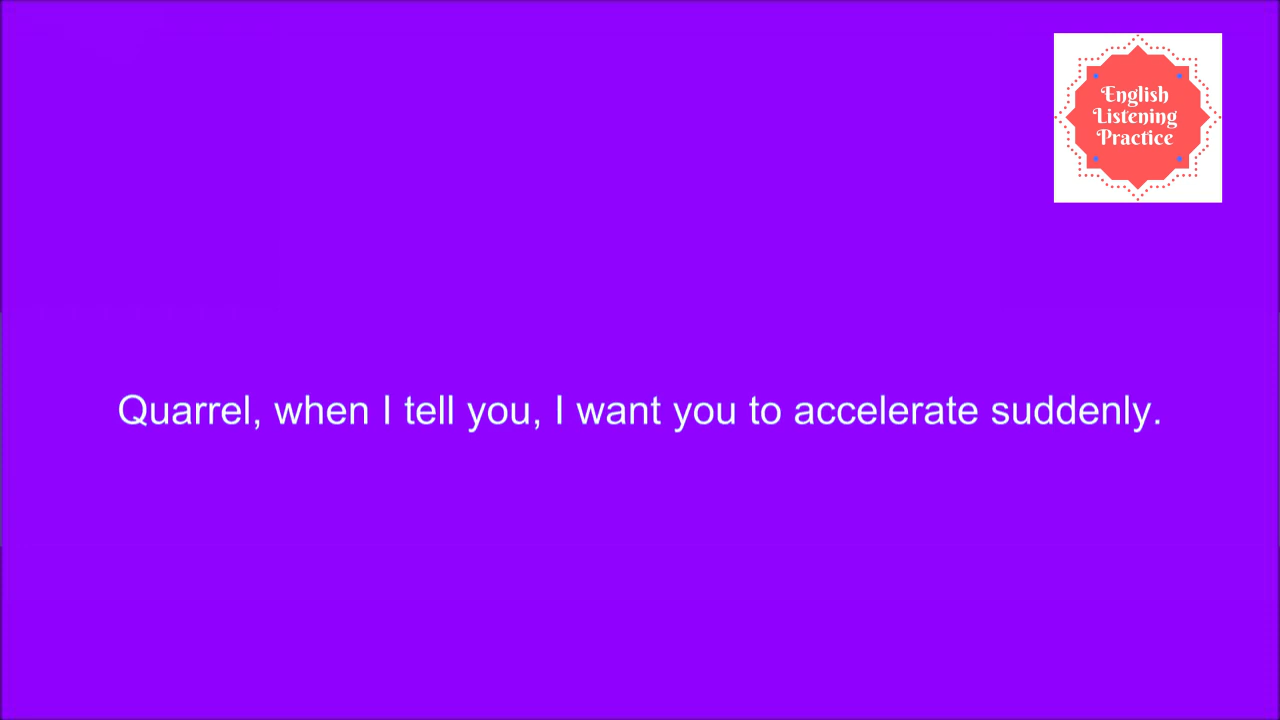 English
Listening
Practice
Quarrel, when I tell you, I want you to accelerate suddenly.